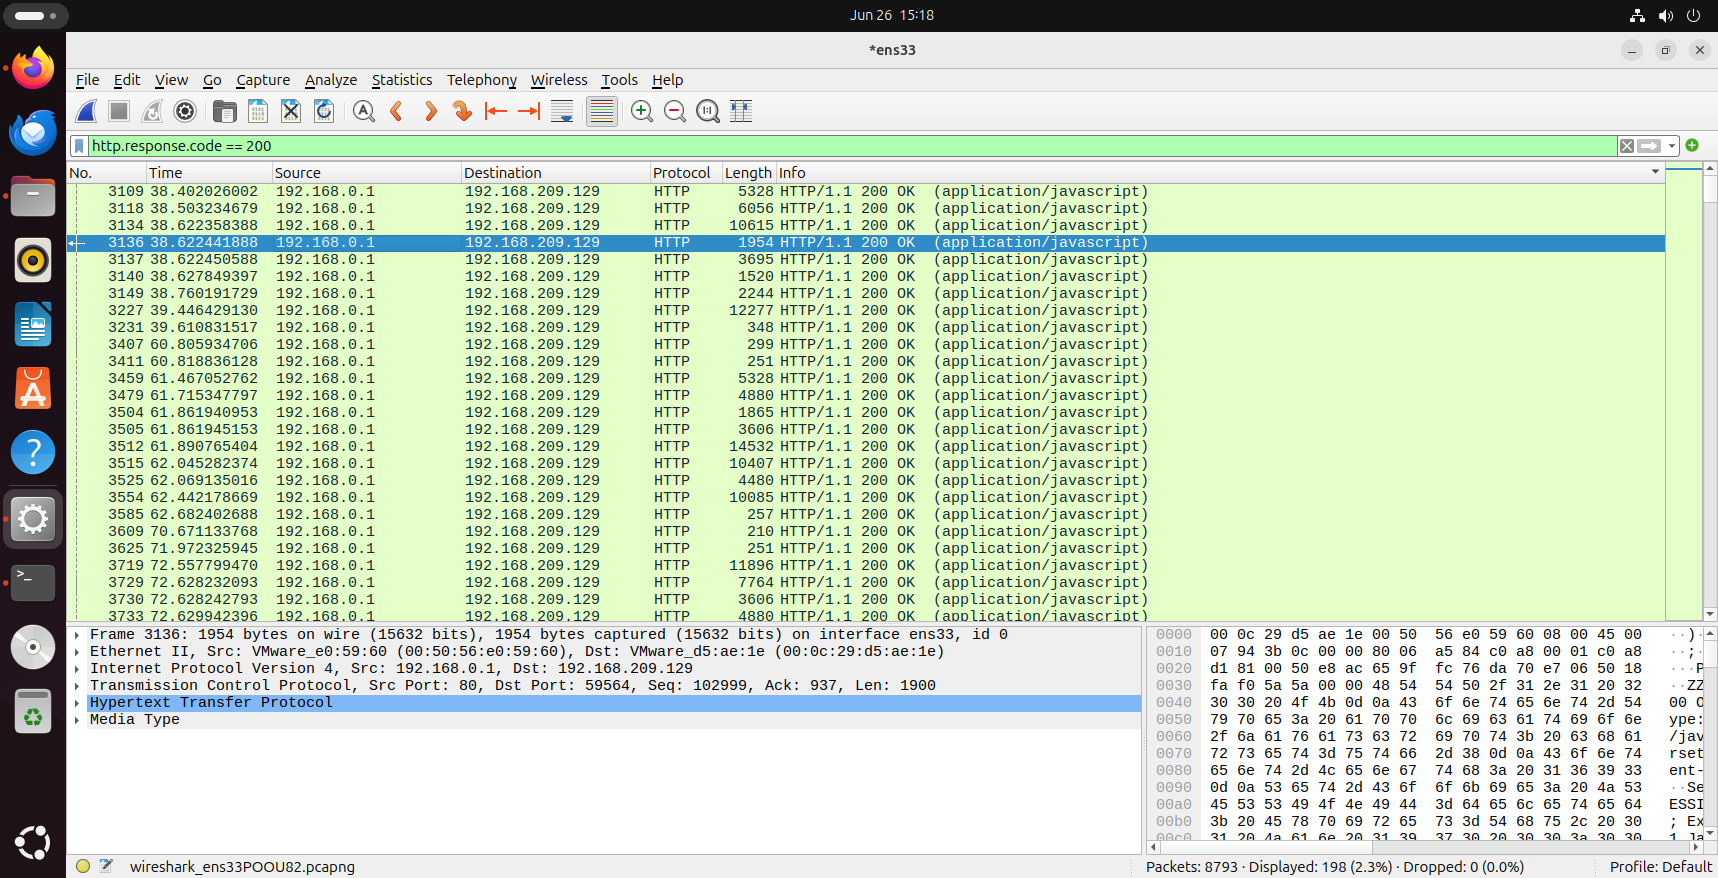 Jun 26 15:18
*ens33
File Edit View Go Capture Analyze Statistics Telephony Wireless Tools Help
http.response.code == 200
No. Time Source Destination Protocol Length Info
3109 38.402026002 192.168.0.1 192.168.209.129 HTTP 5328 HTTP/1.1 200 OK (application/javascript)
3118 38.503234679 192.168.0.1 192.168.209.129 HTTP 6056 HTTP/1.1 200 OK (application/javascript)
3134 38.622358388 192.168.0.1 192.168.209.129 HTTP 10615 HTTP/1.1 200 OK (application/javascript)
3136 38.622441888 192.168.0.1 192.168.209.129 HTTP 1954 HTTP/1.1 200 OK (application/javascript)
3137 38.622450588 192.168.0.1 192.168.209.129 HTTP 3695 HTTP/1.1 200 OK (application/javascript)
3140 38.627849397 192.168.0.1 192.168.209.129 HTTP 1520 HTTP/1.1 200 OK (application/javascript)
3149 38.760191729 192.168.0.1 192.168.209.129 HTTP 2244 HTTP/1.1 200 OK (application/javascript)
3227 39.446429130 192.168.0.1 192.168.209.129 HTTP 12277 HTTP/1.1 200 OK (application/javascript)
3231 39.610831517 192.168.0.1 192.168.209.129 HTTP 348 HTTP/1.1 200 OK (application/javascript)
3407 60.805934706 192.168.0.1 192.168.209.129 HTTP 299 HTTP/1.1 200 OK (application/javascript)
3411 60.818836128 192.168.0.1 192.168.209.129 HTTP 251 HTTP/1.1 200 OK (application/javascript)
3459 61.467052762 192.168.0.1 192.168.209.129 HTTP 5328 HTTP/1.1 200 OK (application/javascript)
3479 61.715347797 192.168.0.1 192.168.209.129 HTTP 4880 HTTP/1.1 200 OK (application/javascript)
3504 61.861940953 192.168.0.1 192.168.209.129 HTTP 1865 HTTP/1.1 200 OK (application/javascript)
3505 61.861945153 192.168.0.1 192.168.209.129 HTTP 3606 HTTP/1.1 200 OK (application/javascript)
3512 61.890765404 192.168.0.1 192.168.209.129 HTTP 14532 HTTP/1.1 200 OK (application/javascript)
3515 62.045282374 192.168.0.1 192.168.209.129 HTTP 10407 HTTP/1.1 200 OK (application/javascript)
3525 62.069135016 192.168.0.1 192.168.209.129 HTTP 4480 HTTP/1.1 200 OK (application/javascript)
3554 62.442178669 192.168.0.1 192.168.209.129 HTTP 10085 HTTP/1.1 200 OK (application/javascript)
3585 62.682402688 192.168.0.1 192.168.209.129 HTTP 257 HTTP/1.1 200 OK (application/javascript)
3609 70.671133768 192.168.0.1 192.168.209.129 HTTP 210 HTTP/1.1 200 OK (application/javascript)
3625 71.972325945 192.168.0.1 192.168.209.129 HTTP 251 HTTP/1.1 200 OK (application/javascript)
3719 72.557799470 192.168.0.1 192.168.209.129 HTTP 11896 HTTP/1.1 200 OK (application/javascript)
3729 72.628232093 192.168.0.1 192.168.209.129 HTTP 7764 HTTP/1.1 200 OK (application/javascript)
3730 72.628242793 192.168.0.1 192.168.209.129 HTTP 3606 HTTP/1.1 200 OK (application/javascript)
3733 72.629942396 192.168.0.1 192.168.209.129 HTTP 4880 HTTP/1.1 200 OK (application/javascript)
Frame 3136: 1954 bytes on wire (15632 bits), 1954 bytes captured (15632 bits) on interface ens33, id 0
Ethernet II, Src: VMware_e0:59:60 (00:50:56:e0:59:60), Dst: VMware_d5:ae:1e (00:0c:29:d5:ae:1e)
Internet Protocol Version 4, Src: 192.168.0.1, Dst: 192.168.209.129
Transmission Control Protocol, Src Port: 80, Dst Port: 59564, Seq: 102999, Ack: 937, Len: 1900
Hypertext Transfer Protocol
Media Type
0000 00 0c 29 d5 ae 1e 00 50 56 e0 59 60 08 00 45 00 ··)·
0010 07 94 3b 0c 00 00 80 06 a5 84 c0 a8 00 01 c0 a8 ··;·
0020 d1 81 00 50 e8 ac 65 9f fc 76 da 70 e7 06 50 18 ···P
0030 fa f0 5a 5a 00 00 48 54 54 50 2f 31 2e 31 20 32 ··ZZ
0040 30 30 20 4f 4b 0d 0a 43 6f 6e 74 65 6e 74 2d 54 00 O
0050 79 70 65 3a 20 61 70 70 6c 69 63 61 74 69 6f 6e ype:
0060 2f 6a 61 76 61 73 63 72 69 70 74 3b 20 63 68 61 /jav
0070 72 73 65 74 3d 75 74 66 2d 38 0d 0a 43 6f 6e 74 rset
0080 65 6e 74 2d 4c 65 6e 67 74 68 3a 20 31 36 39 33 ent-
0090 0d 0a 53 65 74 2d 43 6f 6f 6b 69 65 3a 20 4a 53 ··Se
00a0 45 53 53 49 4f 4e 49 44 3d 64 65 6c 65 74 65 64 ESSI
00b0 3b 20 45 78 70 69 72 65 73 3d 54 68 75 2c 20 30 ; Ex
00c0 31 20 4a 61 6e 20 31 39 37 30 20 30 30 3a 30 30 1 Ja
wireshark_ens33POOU82.pcapng
Packets: 8793 · Displayed: 198 (2.3%) · Dropped: 0 (0.0%)
Profile: Default